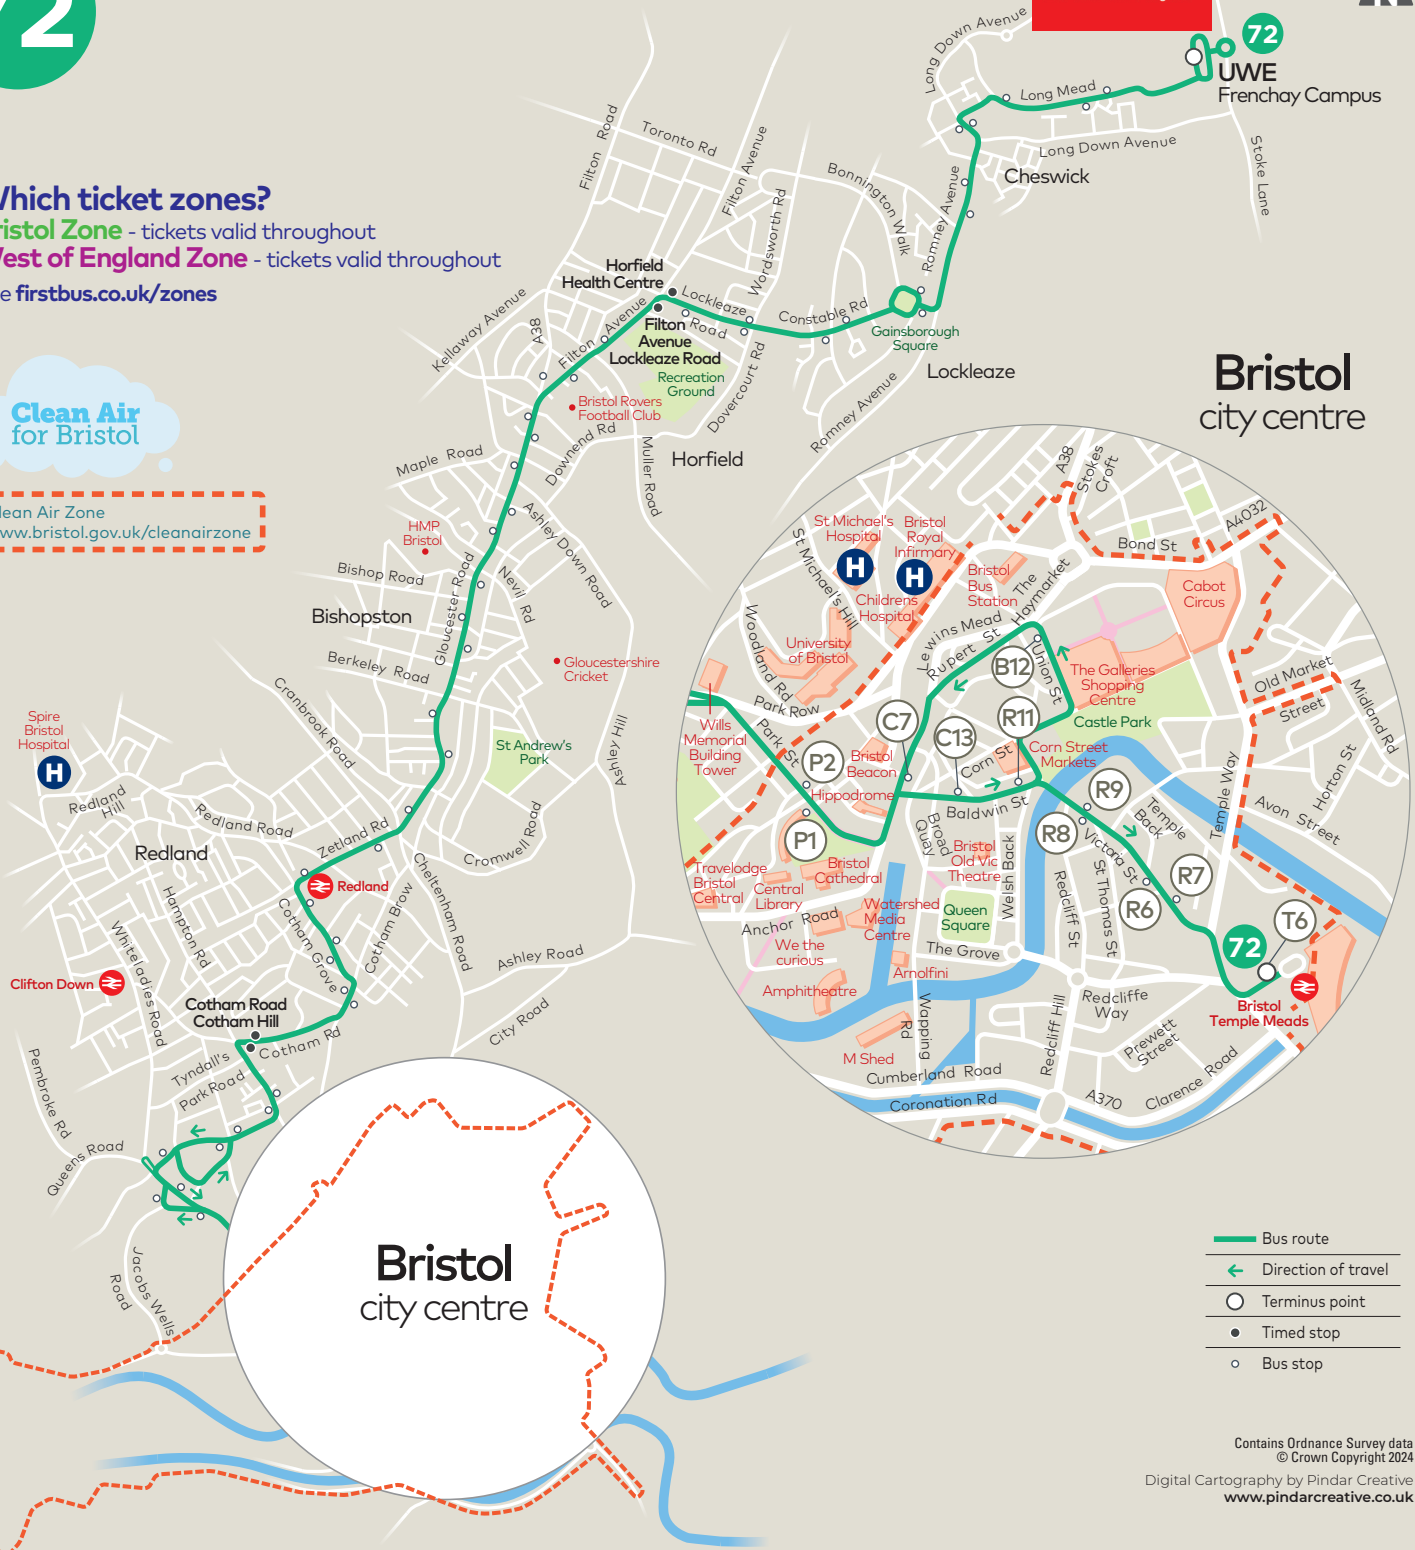 72
Which ticket zones?
Bristol Zone - tickets valid throughout
West of England Zone - tickets valid throughout
firstbus.co.uk/zones
Clean Air
for Bristol
Clean Air Zone
www.bristol.gov.uk/cleanairzone
72
UWE
Frenchay Campus
Long Down Avenue
Long Mead
Long Down Avenue
Stoke Lane
Cheswick
Filton Road
Toronto Rd
Filton Avenue
Wordsworth Rd
Bonnington Walk
Romney Avenue
Horfield
Health Centre
Lockleaze
Road
Constable Rd
Gainsborough
Square
Lockleaze
Kellaway Avenue
A38
Filton Avenue
Filton
Avenue
Lockleaze Road
Recreation
Ground
Dovercourt Rd
Romney Avenue
Bristol Rovers
Football Club
Downend Rd
Muller Road
Horfield
Maple Road
HMP
Bristol
Ashley Down Road
Bishop Road
Gloucester Road
Nevil Rd
Bishopston
Berkeley Road
Gloucestershire
Cricket
Cranbrook Road
St Andrew's
Park
Ashley Hill
Spire
Bristol
Hospital
H
Redland
Hill
Redland Road
Zetland Rd
Cromwell Road
Redland
Redland
Cheltenham Road
Hampton Rd
Cotham Grove
Cotham Brow
Whiteladies Road
Ashley Road
Clifton Down
Cotham Road
Cotham Hill
Cotham Rd
City Road
Tyndall's
Park Road
Pembroke Rd
Queens Road
Jacobs Wells
Road
Bristol
city centre
Bristol
city centre
A38
Stokes
Croft
A4032
Bond St
St Michael's
Hospital
Bristol
Royal
Infirmary
H
H
St Michael's Hill
Childrens
Hospital
Bristol
Bus
Station
The
Haymarket
Cabot
Circus
Woodland Rd
University
of Bristol
Lewins Mead
Rupert St
B12
Union St
The Galleries
Shopping
Centre
Old Market
Street
Midland Rd
Park Row
Wills
Memorial
Building
Tower
Park St
C7
R11
C13
Castle Park
P2
Bristol
Beacon
Corn St
Corn Street
Markets
Temple Way
Horton St
Hippodrome
Baldwin St
R9
Temple
Back
Avon Street
P1
Broad
Quay
R8
Victoria St
Travelodge
Bristol
Central
Bristol
Cathedral
Central
Library
Bristol
Old Vic
Theatre
Welsh Back
Redcliff St
St Thomas St
R7
R6
Anchor Road
Watershed
Media
Centre
Queen
Square
72
T6
We the
curious
The Grove
Arnolfini
Amphitheatre
Redcliffe
Way
Bristol
Temple Meads
Wapping
Rd
Redcliff Hill
Prewett
Street
M Shed
Cumberland Road
Coronation Rd
A370
Clarence Road
Bus route
Direction of travel
Terminus point
Timed stop
Bus stop
Contains Ordnance Survey data
© Crown Copyright 2024
Digital Cartography by Pindar Creative
www.pindarcreative.co.uk